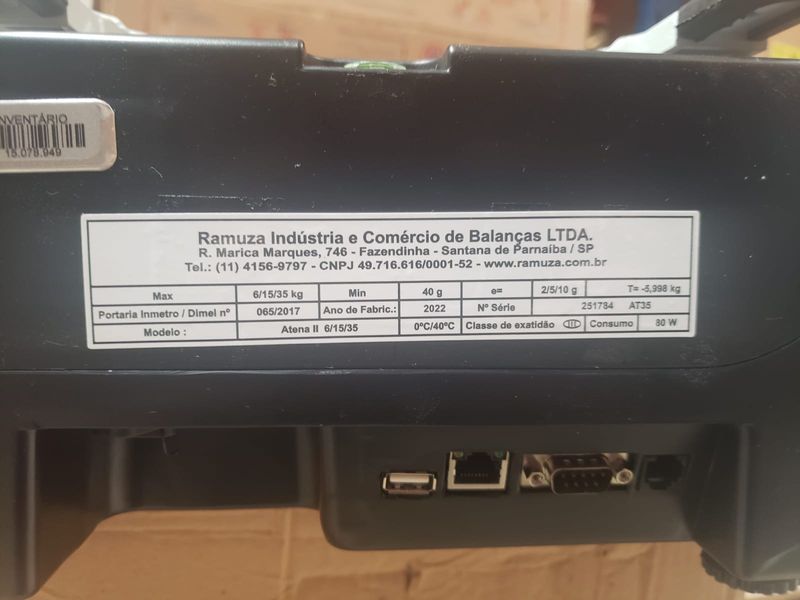 INVENTÁRIO
15.078.949
Ramuza Indústria e Comércio de Balanças LTDA.
R. Marica Marques, 746 - Fazendinha - Santana de Parnaíba / SP
Tel.: (11) 4156-9797 - CNPJ 49.716.616/0001-52 - www.ramuza.com.br
Max 6/15/35 kg Min 40 g e= 2/5/10 g T= -5,998 kg
Portaria Inmetro / Dimel nº 065/2017 Ano de Fabric.: 2022 Nº Série 251784 AT35
Modelo : Atena II 6/15/35 0ºC/40ºC Classe de exatidão III Consumo 80 W